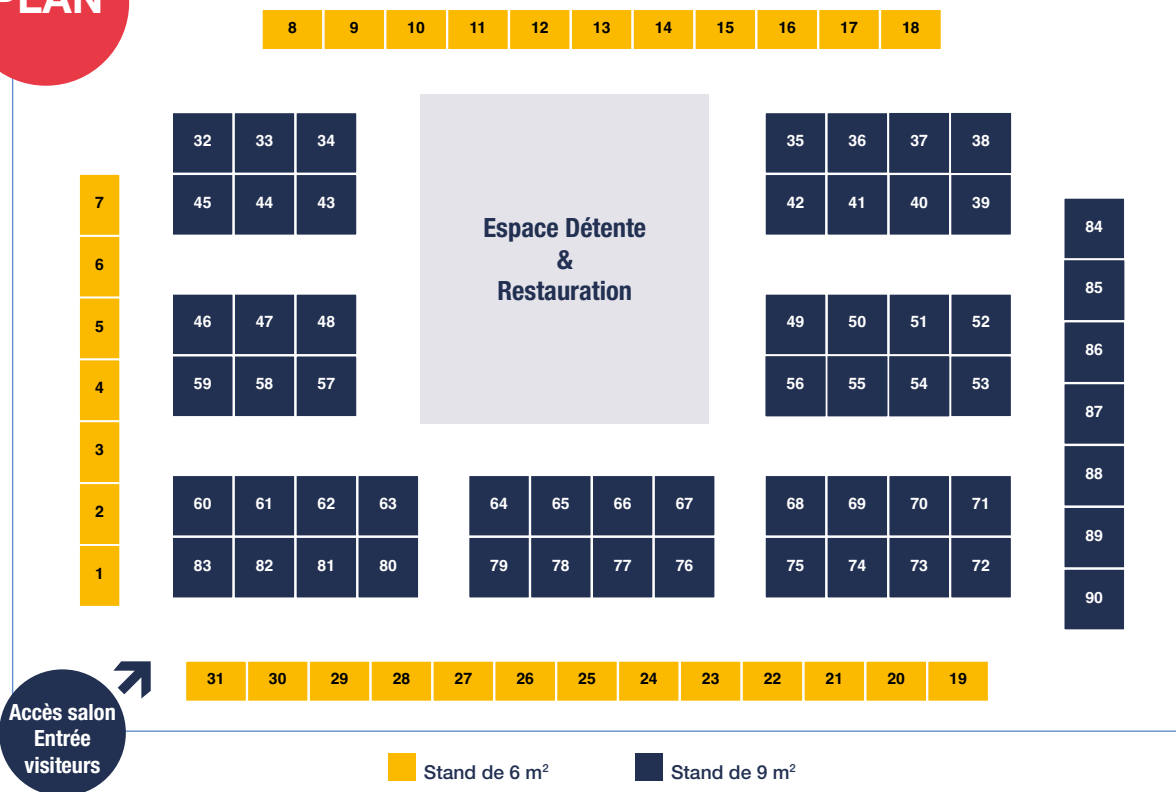 PLAN
8 9 10 11 12 13 14 15 16 17 18
32 33 34
35 36 37 38
45 44 43
42 41 40 39
7
6
5
4
3
2
1
Espace Détente
&
Restauration
84
85
86
87
88
89
90
46 47 48
49 50 51 52
59 58 57
56 55 54 53
60 61 62 63
64 65 66 67
68 69 70 71
83 82 81 80
79 78 77 76
75 74 73 72
31 30 29 28 27 26 25 24 23 22 21 20 19
Accès salon
Entrée
visiteurs
Stand de 6 m²
Stand de 9 m²